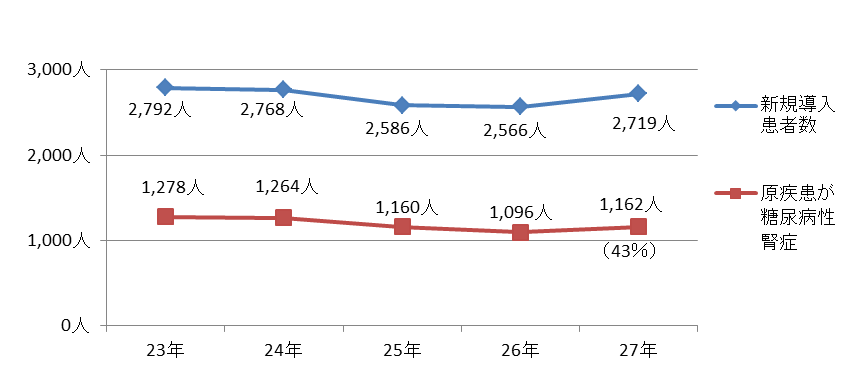 3,000人
2,000人
1,000人
0人
2,792人
2,768人
2,586人
2,566人
2,719人
1,278人
1,264人
1,160人
1,096人
1,162人
（43％）
23年
24年
25年
26年
27年
新規導入
患者数
原疾患が
糖尿病性
腎症